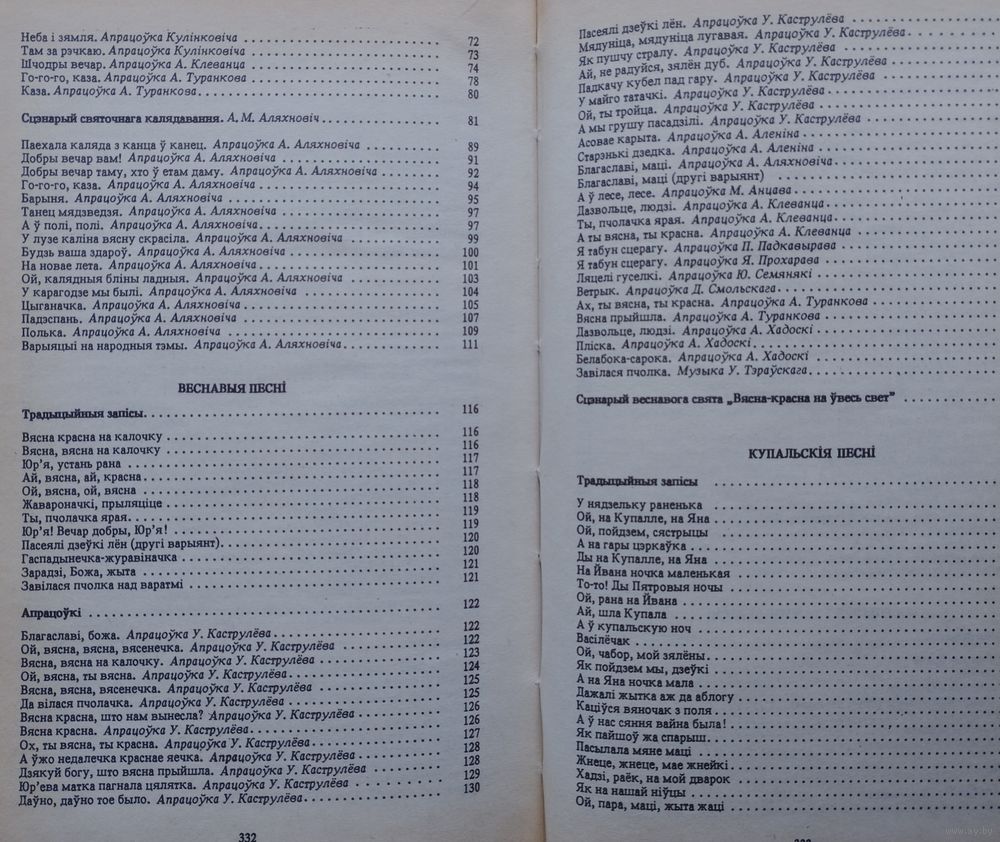 Неба і зямля. Апрацоўка Кулінковіча . . . . . . . . . . . . . . . . . . 72
Там за рэчкаю. Апрацоўка Кулінковіча . . . . . . . . . . . . . . . . . . 73
Шчодры вечар. Апрацоўка А. Клеванца . . . . . . . . . . . . . . . . . . 74
Го-го-го, каза. Апрацоўка А. Туранкова . . . . . . . . . . . . . . . . . . 78
Каза. Апрацоўка А. Туранкова . . . . . . . . . . . . . . . . . . 80
Сцэнарый святочнага калядавання. А.М. Аляхновіч . . . . . . . . . . . . 81
Паехала каляда з канца ў канец. Апрацоўка А. Аляхновіча . . . . . . . . 89
Добры вечар вам! Апрацоўка А. Аляхновіча . . . . . . . . . . . . 91
Добры вечар таму, хто ў етам даму. Апрацоўка А. Аляхновіча . . . . . . 92
Го-го-го, каза. Апрацоўка А. Аляхновіча . . . . . . . . . . . . 94
Барыня. Апрацоўка А. Аляхновіча . . . . . . . . . . . . 95
Танец мядзведзя. Апрацоўка А. Аляхновіча . . . . . . . . . . . . 97
А ў полі, полі. Апрацоўка А. Аляхновіча . . . . . . . . . . . . 97
У лузе каліна вясну скрасіла. Апрацоўка А. Аляхновіча . . . . . . . . 99
Будзь ваша здароў. Апрацоўка А. Аляхновіча . . . . . . . . . . . . 100
На новае лета. Апрацоўка А. Аляхновіча . . . . . . . . . . . . 101
Ой, калядныя бліны ладныя. Апрацоўка А. Аляхновіча . . . . . . . . 103
У карагодзе мы былі. Апрацоўка А. Аляхновіча . . . . . . . . . . 104
Цыганачка. Апрацоўка А. Аляхновіча . . . . . . . . . . . . 105
Падэспань. Апрацоўка А. Аляхновіча . . . . . . . . . . . . 107
Полька. Апрацоўка А. Аляхновіча . . . . . . . . . . . . 109
Варыяцыі на народныя тэмы. Апрацоўка А. Аляхновіча . . . . . . . . 111
ВЕСНАВЫЯ ПЕСНІ
Традыцыйныя запісы. . . . . . . . . . . . . 116
Вясна красна на калочку . . . . . . . . . . . . 116
Вясна, вясна на калочку . . . . . . . . . . . . 116
Юр'я, устань рана . . . . . . . . . . . . 117
Ай, вясна, ай, красна . . . . . . . . . . . . 117
Ой, вясна, ой, вясна . . . . . . . . . . . . 118
Жавароначкі, прыляціце . . . . . . . . . . . . 118
Ты, пчолачка ярая. . . . . . . . . . . . . 119
Юр'я! Вечар добры, Юр'я! . . . . . . . . . . . . 119
Пасеялі дзеўкі лён (другі варыянт). . . . . . . . . . . . . 120
Гаспадынечка-журавіначка . . . . . . . . . . . . 120
Зарадзі, Божа, жыта . . . . . . . . . . . . 121
Завілася пчолка над варатмі . . . . . . . . . . . . 121
Апрацоўкі . . . . . . . . . . . . 122
Благаславі, божа. Апрацоўка У. Каструлёва . . . . . . . . . . . . 122
Ой, вясна, вясна, вясенечка. Апрацоўка У. Каструлёва . . . . . . . . 122
Вясна, вясна на калочку. Апрацоўка У. Каструлёва . . . . . . . . 123
Ой, вясна, ты вясна. Апрацоўка У. Каструлёва . . . . . . . . . . 124
Вясна, вясна, вясенечка. Апрацоўка У. Каструлёва . . . . . . . . 125
Да вілася пчолачка. Апрацоўка У. Каструлёва . . . . . . . . . . 125
Вясна красна, што нам вынесла? Апрацоўка У. Каструлёва . . . . . . 126
Вясна красна. Апрацоўка У. Каструлёва . . . . . . . . . . . . 126
Ох, ты вясна, ты красна. Апрацоўка У. Каструлёва . . . . . . . . 127
А ўжо недалечка краснае яечка. Апрацоўка У. Каструлёва . . . . . . 128
Дзякуй богу, што вясна прыйшла. Апрацоўка У. Каструлёва . . . . . . 128
Юр'ева матка пагнала цялятка. Апрацоўка У. Каструлёва . . . . . . 129
Даўно, даўно тое было. Апрацоўка У. Каструлёва . . . . . . . . 130
332
Пасеялі дзеўкі лён. Апрацоўка У. Каструлёва . . . . . . . . . .
Мядуніца, мядуніца лугавая. Апрацоўка У. Каструлёва . . . . . .
Як пушчу стралу. Апрацоўка У. Каструлёва . . . . . . . . . .
Ай, не радуйся, зялён дуб. Апрацоўка У. Каструлёва . . . . . .
Падкачу кубел пад гару. Апрацоўка У. Каструлёва . . . . . . . .
У майго татачкі. Апрацоўка У. Каструлёва . . . . . . . . . .
Ой, ты тройца. Апрацоўка У. Каструлёва . . . . . . . . . .
А мы грушу пасадзілі. Апрацоўка У. Каструлёва . . . . . . . .
Асовае карыта. Апрацоўка А. Аленіна . . . . . . . . . .
Старэнькі дзедка. Апрацоўка А. Аленіна . . . . . . . . . .
Благаславі, маці. Апрацоўка А. Аляхновіча . . . . . . . . . .
Благаславі, маці (другі варыянт) . . . . . . . . . .
А ў лесе, лесе. Апрацоўка М. Анцава . . . . . . . . . .
Дазвольце, людзі. Апрацоўка А. Клеванца . . . . . . . . . .
Ты, пчолачка ярая. Апрацоўка А. Клеванца . . . . . . . . . .
А ты вясна, ты красна. Апрацоўка А. Клеванца . . . . . . . .
Я табун сцерагу. Апрацоўка П. Падкавырава . . . . . . . . . .
Я табун сцерагу. Апрацоўка Я. Прохарава . . . . . . . . . .
Ляцелі гуселкі. Апрацоўка Ю. Семянякі . . . . . . . . . .
Ветрык. Апрацоўка Д. Смольскага . . . . . . . . . .
Ах, ты вясна, ты красна. Апрацоўка А. Туранкова . . . . . . . .
Вясна прыйшла. Апрацоўка А. Туранкова . . . . . . . . . .
Дазвольце, людзі. Апрацоўка А. Хадоскі . . . . . . . . . .
Пліска. Апрацоўка А. Хадоскі . . . . . . . . . .
Белабока-сарока. Апрацоўка А. Хадоскі . . . . . . . . . .
Завілася пчолка. Музыка У. Тэраўскага . . . . . . . . . .
Сцэнарый веснавога свята „Вясна-красна на ўвесь свет” . . . . . .
КУПАЛЬСКІЯ ПЕСНІ
Традыцыйныя запісы . . . . . . . . . .
У нядзельку раненька . . . . . . . . . .
Ой, на Купалле, на Яна . . . . . . . . . .
Ой, пойдзем, сястрыцы . . . . . . . . . .
А на гары цэркаўка . . . . . . . . . .
Ды на Купалле, на Яна . . . . . . . . . .
На Йвана ночка маленькая . . . . . . . . . .
То-то! Ды Пятровыя ночы . . . . . . . . . .
Ой, рана на Йвана . . . . . . . . . .
Ай, шла Купала . . . . . . . . . .
А ў купальскую ноч . . . . . . . . . .
Васілёчак . . . . . . . . . .
Ой, чабор, мой зялёны . . . . . . . . . .
Як пойдзем мы, дзеўкі . . . . . . . . . .
А на Яна ночка мала . . . . . . . . . .
Дажалі жытка аж да аблогу . . . . . . . . . .
Каціўся вяночак з поля . . . . . . . . . .
А ў нас сяння вайна была! . . . . . . . . . .
Як пайшоў жа спарыш . . . . . . . . . .
Пасылала мяне маці . . . . . . . . . .
Жнеце, жнеце, мае жнейкі . . . . . . . . . .
Хадзі, раёк, на мой дварок . . . . . . . . . .
Як на нашай ніўцы . . . . . . . . . .
Ой, пара, маці, жыта жаці . . . . . . . . . .
www.ay.by